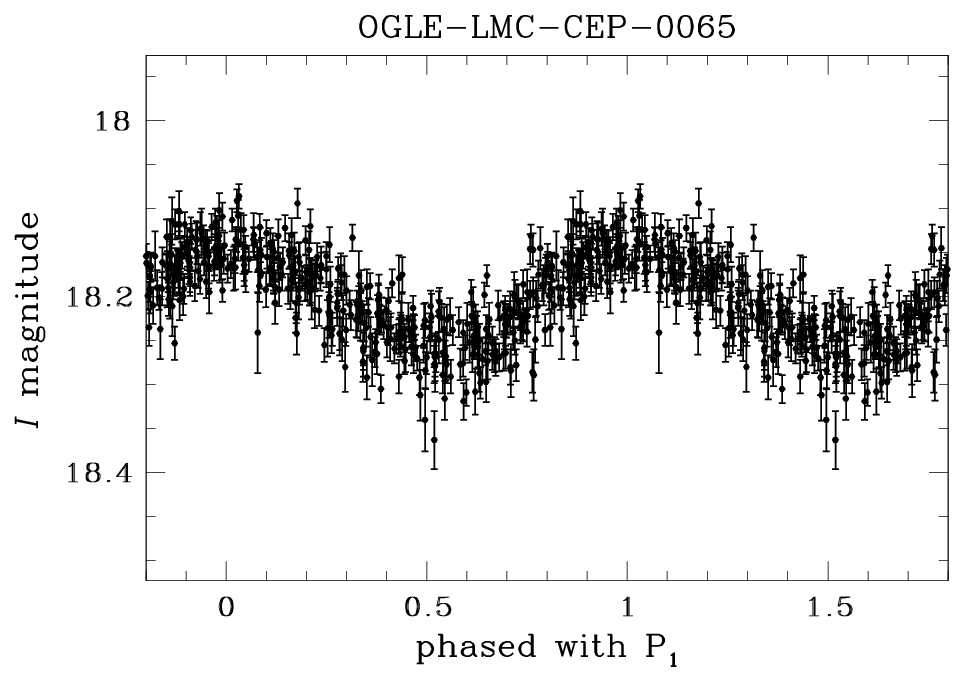 OGLE-LMC-CEP-0065
18
18.2
18.4
I magnitude
0 0.5 1 1.5
phased with P₁